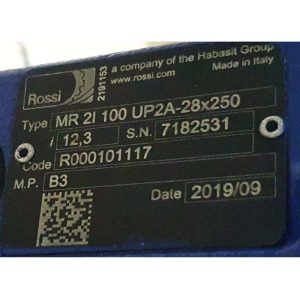 Rossi
2191153
a company of the Habasit Group
www.rossi.com
Made in Italy
Type MR 2I 100 UP2A-28x250
i 12,3 S.N. 7182531
Code R000101117
M.P. B3
Date 2019/09